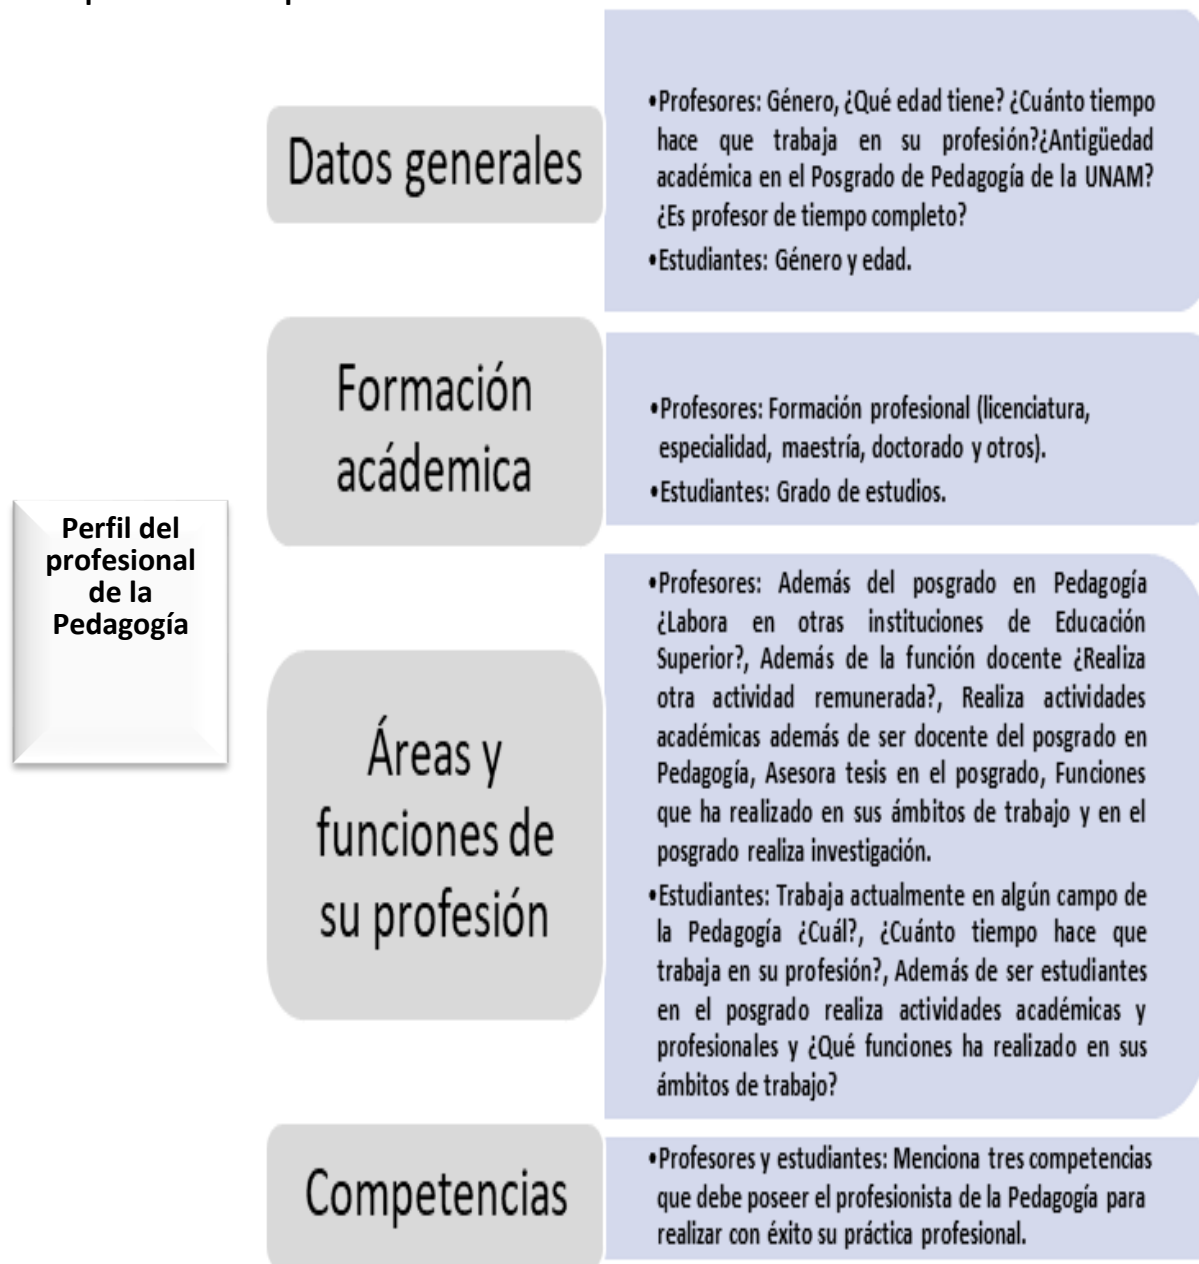 Perfil del
profesional
de la
Pedagogía
Datos generales
•Profesores: Género, ¿Qué edad tiene? ¿Cuánto tiempo
hace que trabaja en su profesión?¿Antigüedad
académica en el Posgrado de Pedagogía de la UNAM?
¿Es profesor de tiempo completo?
•Estudiantes: Género y edad.
Formación
acádemica
•Profesores: Formación profesional (licenciatura,
especialidad, maestría, doctorado y otros).
•Estudiantes: Grado de estudios.
Áreas y
funciones de
su profesión
•Profesores: Además del posgrado en Pedagogía
¿Labora en otras instituciones de Educación
Superior?, Además de la función docente ¿Realiza
otra actividad remunerada?, Realiza actividades
académicas además de ser docente del posgrado en
Pedagogía, Asesora tesis en el posgrado, Funciones
que ha realizado en sus ámbitos de trabajo y en el
posgrado realiza investigación.
•Estudiantes: Trabaja actualmente en algún campo de
la Pedagogía ¿Cuál?, ¿Cuánto tiempo hace que
trabaja en su profesión?, Además de ser estudiantes
en el posgrado realiza actividades académicas y
profesionales y ¿Qué funciones ha realizado en sus
ámbitos de trabajo?
Competencias
•Profesores y estudiantes: Menciona tres competencias
que debe poseer el profesionista de la Pedagogía para
realizar con éxito su práctica profesional.